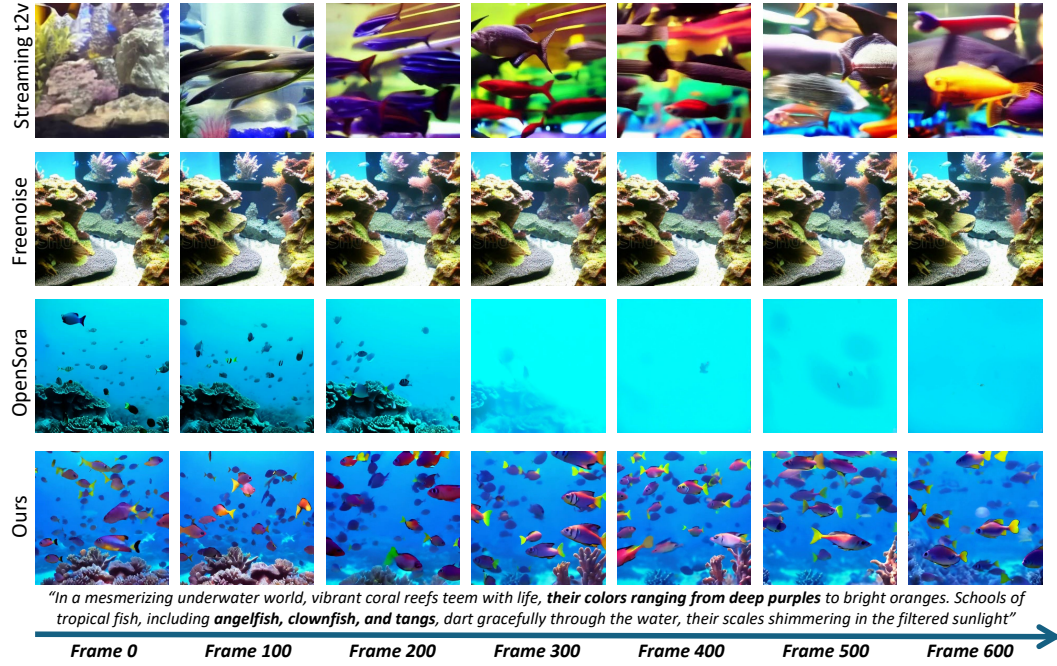 Streaming t2v
Freenoise
OpenSora
Ours
“In a mesmerizing underwater world, vibrant coral reefs teem with life, their colors ranging from deep purples to bright oranges. Schools of
tropical fish, including angelfish, clownfish, and tangs, dart gracefully through the water, their scales shimmering in the filtered sunlight”
Frame 0 Frame 100 Frame 200 Frame 300 Frame 400 Frame 500 Frame 600